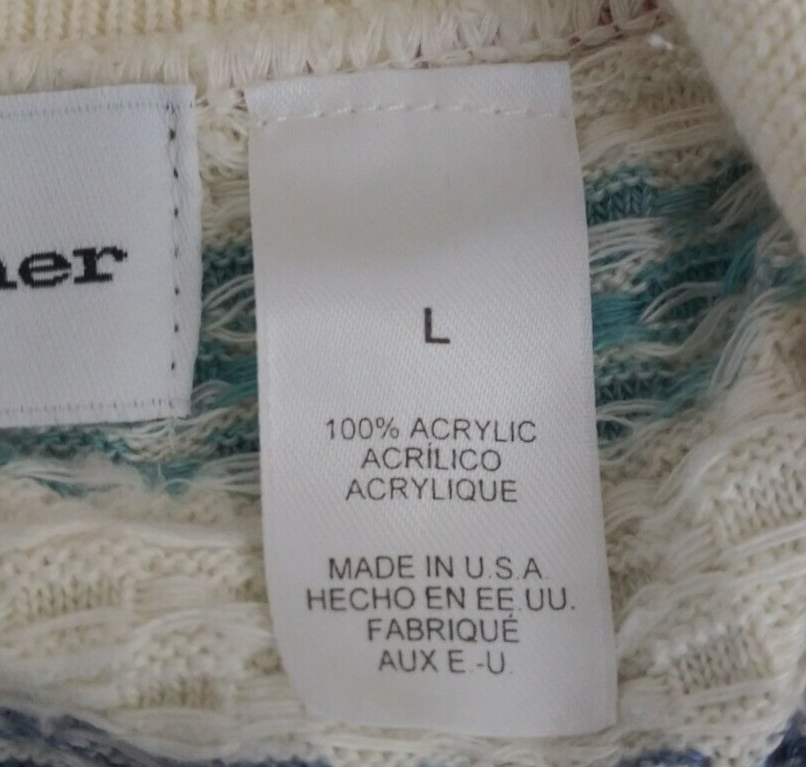 L
100% ACRYLIC
ACRÍLICO
ACRYLIQUE
MADE IN U.S.A.
HECHO EN EE.UU.
FABRIQUÉ
AUX E.-U.